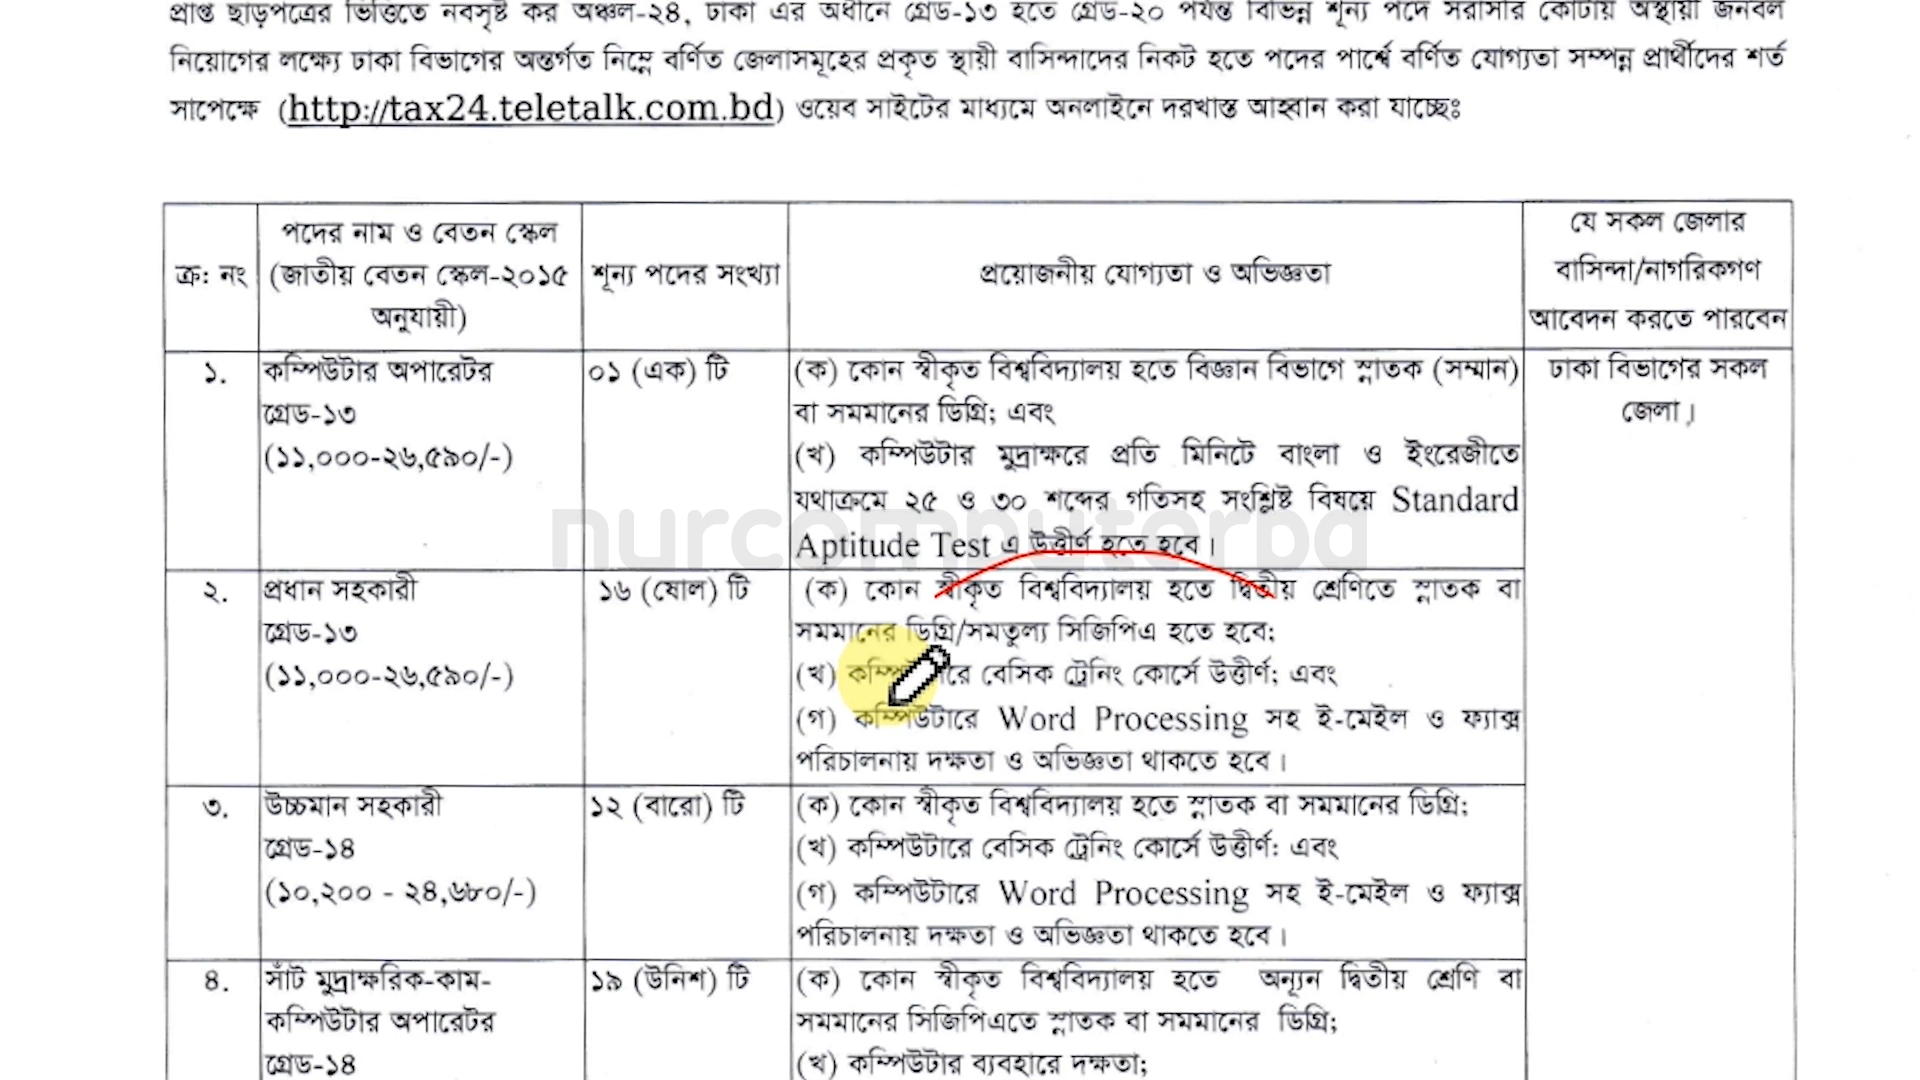 প্রাপ্ত ছাড়পত্রের ভিত্তিতে নবসৃষ্ট কর অঞ্চল-২৪, ঢাকা এর অধীনে গ্রেড-১৩ হতে গ্রেড-২০ পর্যন্ত বিভিন্ন শূন্য পদে সরাসরি কোটায় অস্থায়ী জনবল
নিয়োগের লক্ষ্যে ঢাকা বিভাগের অন্তর্গত নিম্নে বর্ণিত জেলাসমূহের প্রকৃত স্থায়ী বাসিন্দাদের নিকট হতে পদের পার্শ্বে বর্ণিত যোগ্যতা সম্পন্ন প্রার্থীদের শর্ত
সাপেক্ষে (http://tax24.teletalk.com.bd) ওয়েব সাইটের মাধ্যমে অনলাইনে দরখাস্ত আহবান করা যাচ্ছেঃ
ক্র: নং
পদের নাম ও বেতন স্কেল
(জাতীয় বেতন স্কেল-২০১৫
অনুযায়ী)
শূন্য পদের সংখ্যা
প্রয়োজনীয় যোগ্যতা ও অভিজ্ঞতা
যে সকল জেলার
বাসিন্দা/নাগরিকগণ
আবেদন করতে পারবেন
১.
কম্পিউটার অপারেটর
গ্রেড-১৩
(১১,০০০-২৬,৫৯০/-)
০১ (এক) টি
(ক) কোন স্বীকৃত বিশ্ববিদ্যালয় হতে বিজ্ঞান বিভাগে স্নাতক (সম্মান)
বা সমমানের ডিগ্রি; এবং
(খ) কম্পিউটার মুদ্রাক্ষরে প্রতি মিনিটে বাংলা ও ইংরেজীতে
যথাক্রমে ২৫ ও ৩০ শব্দের গতিসহ সংশ্লিষ্ট বিষয়ে Standard
Aptitude Test এ উত্তীর্ণ হতে হবে।
ঢাকা বিভাগের সকল
জেলা।
nurcomputerbd
২.
প্রধান সহকারী
গ্রেড-১৩
(১১,০০০-২৬,৫৯০/-)
১৬ (ষোল) টি
(ক) কোন স্বীকৃত বিশ্ববিদ্যালয় হতে দ্বিতীয় শ্রেণিতে স্নাতক বা
সমমানের ডিগ্রি/সমতুল্য সিজিপিএ হতে হবে;
(খ) কম্পিউটারে বেসিক ট্রেনিং কোর্সে উত্তীর্ণ; এবং
(গ) কম্পিউটারে Word Processing সহ ই-মেইল ও ফ্যাক্স
পরিচালনায় দক্ষতা ও অভিজ্ঞতা থাকতে হবে।
৩.
উচ্চমান সহকারী
গ্রেড-১৪
(১০,২০০ - ২৪,৬৮০/-)
১২ (বারো) টি
(ক) কোন স্বীকৃত বিশ্ববিদ্যালয় হতে স্নাতক বা সমমানের ডিগ্রি;
(খ) কম্পিউটারে বেসিক ট্রেনিং কোর্সে উত্তীর্ণ: এবং
(গ) কম্পিউটারে Word Processing সহ ই-মেইল ও ফ্যাক্স
পরিচালনায় দক্ষতা ও অভিজ্ঞতা থাকতে হবে।
৪.
সাঁট মুদ্রাক্ষরিক-কাম-
কম্পিউটার অপারেটর
গ্রেড-১৪
১৯ (উনিশ) টি
(ক) কোন স্বীকৃত বিশ্ববিদ্যালয় হতে অন্যূন দ্বিতীয় শ্রেণি বা
সমমানের সিজিপিএতে স্নাতক বা সমমানের ডিগ্রি;
(খ) কম্পিউটার ব্যবহারে দক্ষতা;